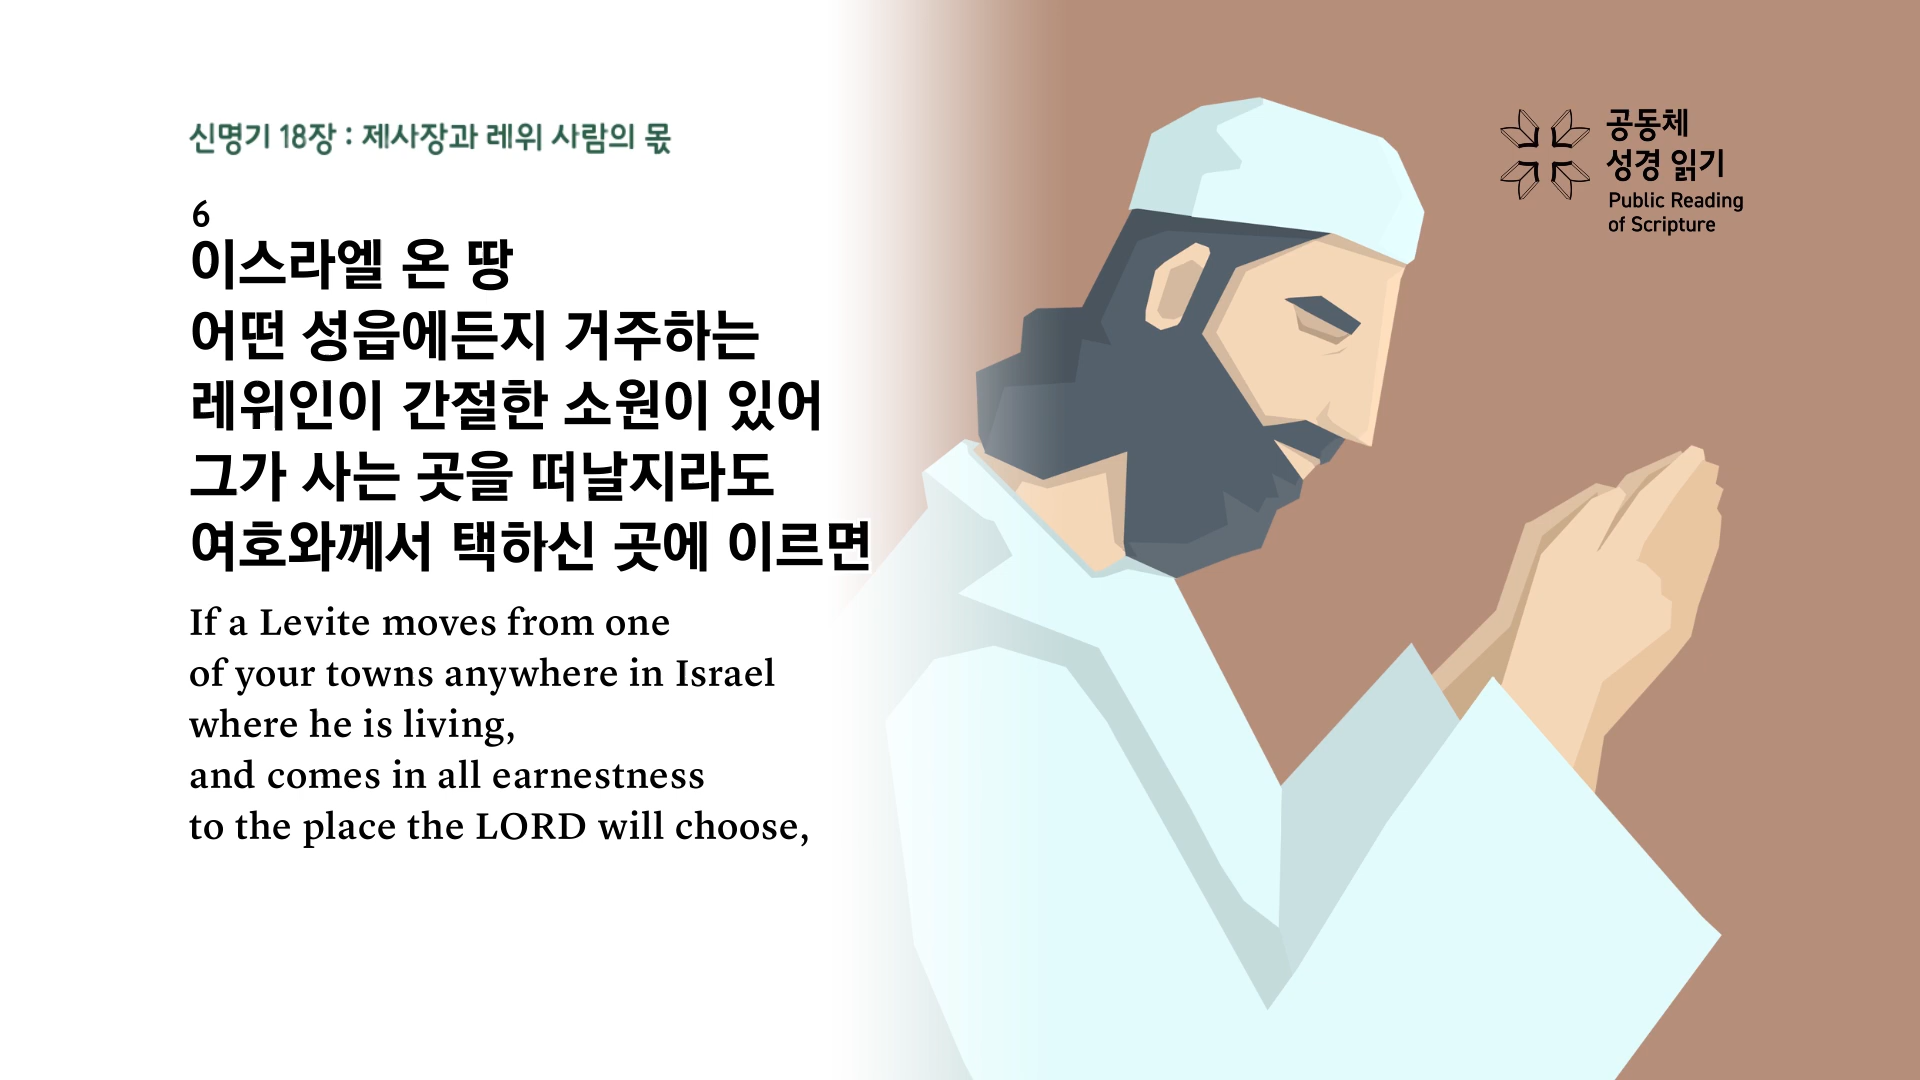 신명기 18장 : 제사장과 레위 사람의 몫
6
이스라엘 온 땅
어떤 성읍에든지 거주하는
레위인이 간절한 소원이 있어
그가 사는 곳을 떠날지라도
여호와께서 택하신 곳에 이르면
If a Levite moves from one
of your towns anywhere in Israel
where he is living,
and comes in all earnestness
to the place the LORD will choose,
공동체
성경 읽기
Public Reading
of Scripture